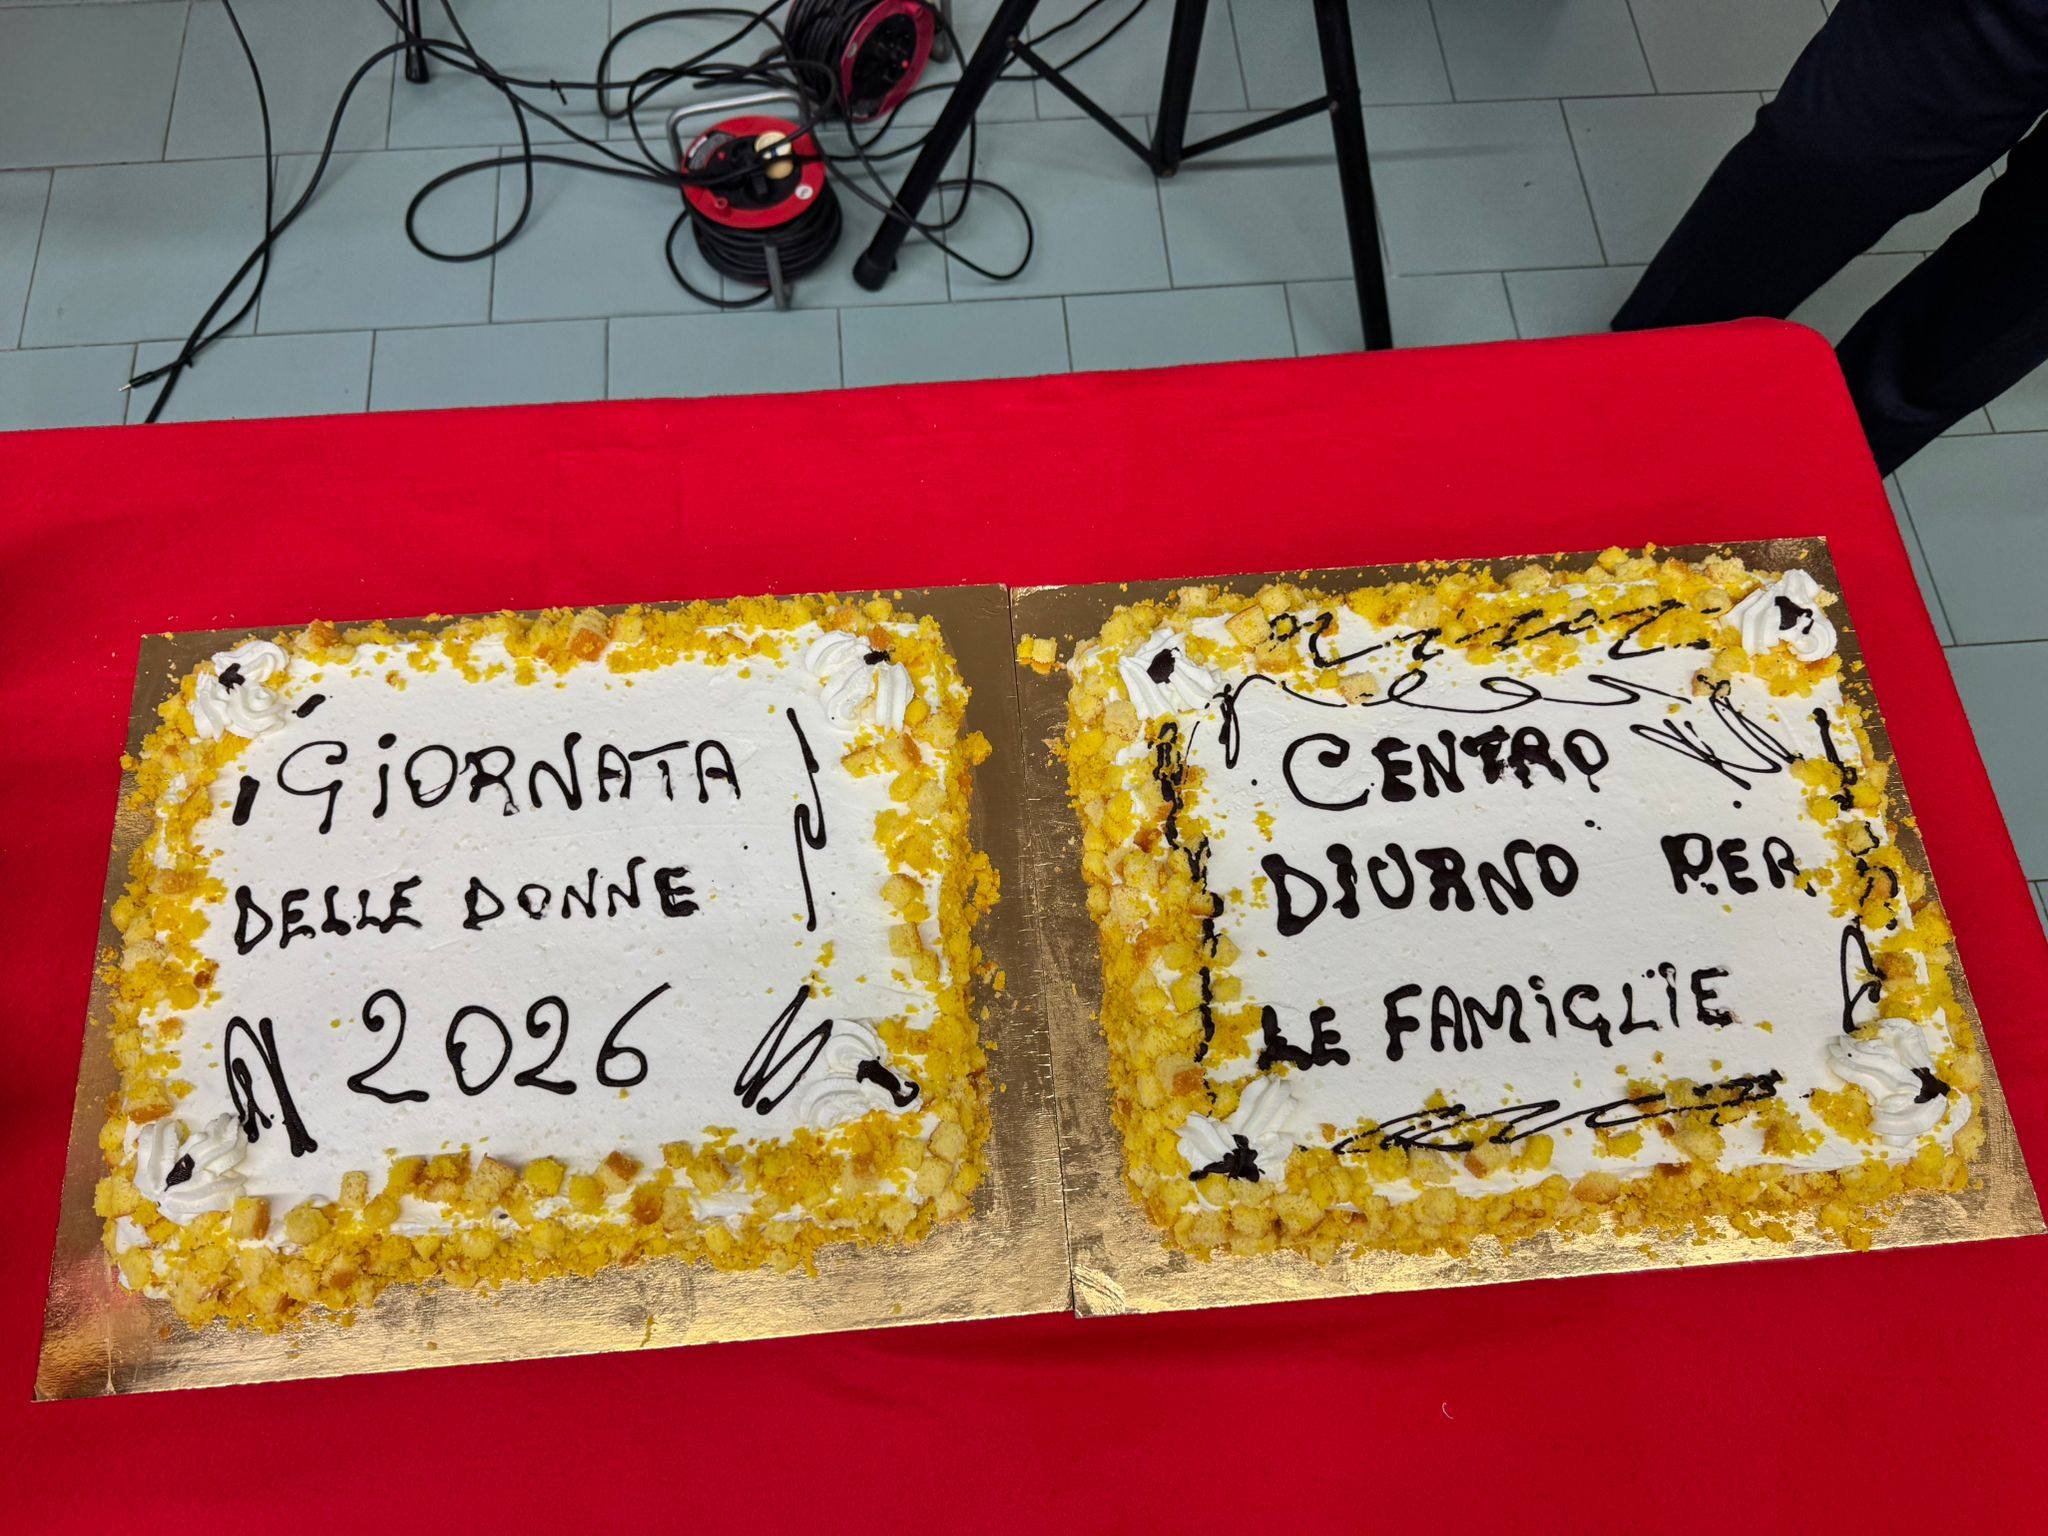 GiORNATA
DELLE DONNE
2026
CENTRO
DIURNO PER
LE FAMiGLiE